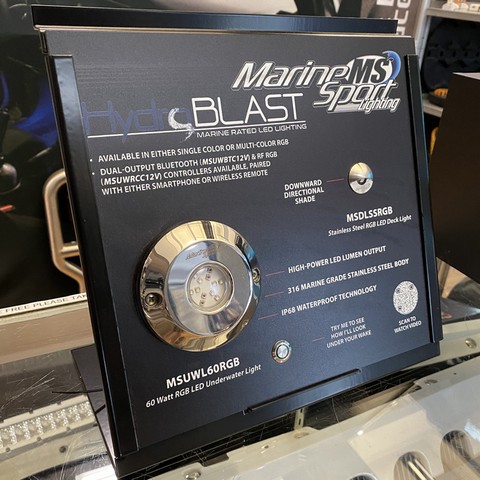 Marine MS
Sport
Lighting
HydroBLAST
MARINE RATED LED LIGHTING
• AVAILABLE IN EITHER SINGLE COLOR OR MULTI-COLOR RGB
• DUAL-OUTPUT BLUETOOTH (MSUWBTC12V) & RF RGB
(MSUWRCC12V) CONTROLLERS AVAILABLE, PAIRED
WITH EITHER SMARTPHONE OR WIRELESS REMOTE
DOWNWARD
DIRECTIONAL
SHADE
MSDLSSRGB
Stainless Steel RGB LED Deck Light
HIGH-POWER LED LUMEN OUTPUT
316 MARINE GRADE STAINLESS STEEL BODY
IP68 WATERPROOF TECHNOLOGY
TRY ME TO SEE
HOW I'LL LOOK
UNDER YOUR WAKE
SCAN TO
WATCH VIDEO
MSUWL60RGB
60 Watt RGB LED Underwater Light
FREE PLEASE TAK